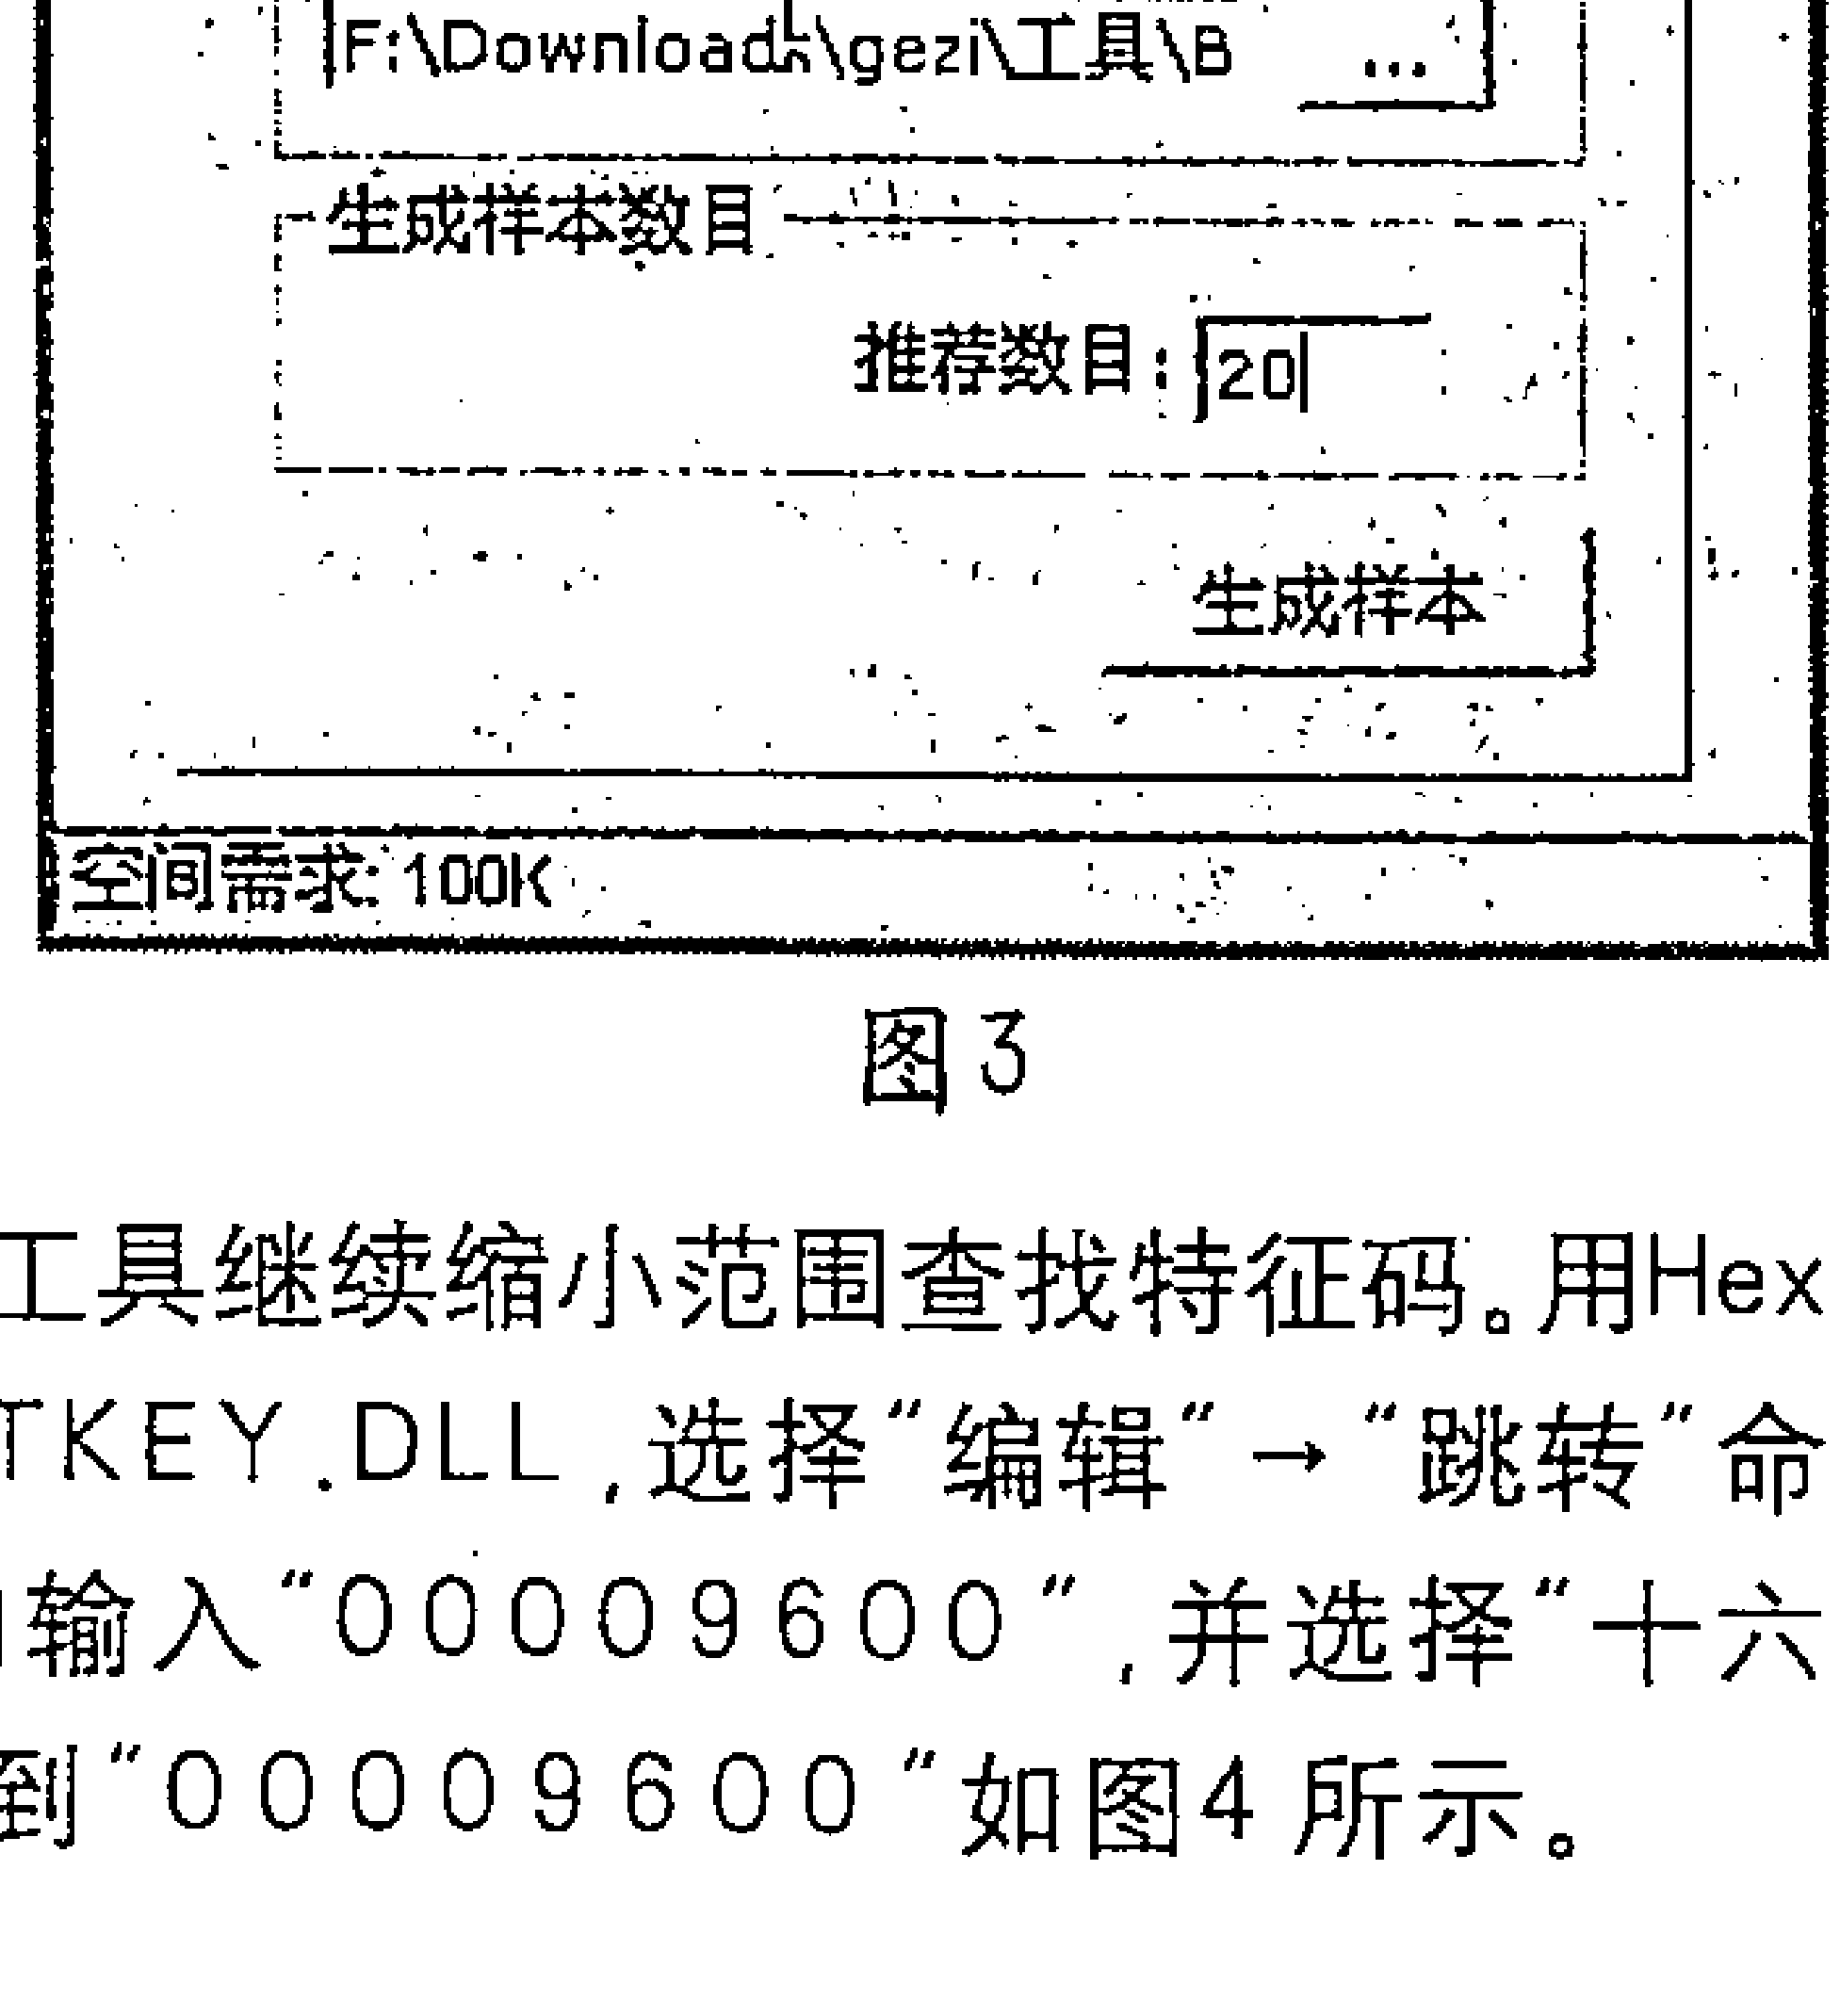 F:\Downloads\gezi\工具\B ...
生成样本数目
推荐数目: 20
生成样本
空间需求: 100K
图 3
工具继续缩小范围查找特征码。用Hex
TKEY.DLL,选择“编辑“→“跳转”命
输入“00009600”,并选择“十六
到“00009600“如图4所示。